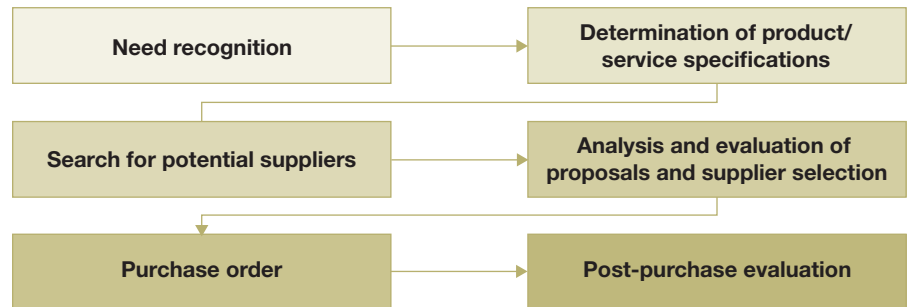 Need recognition
Determination of product/
service specifications
Search for potential suppliers
Analysis and evaluation of
proposals and supplier selection
Purchase order
Post-purchase evaluation